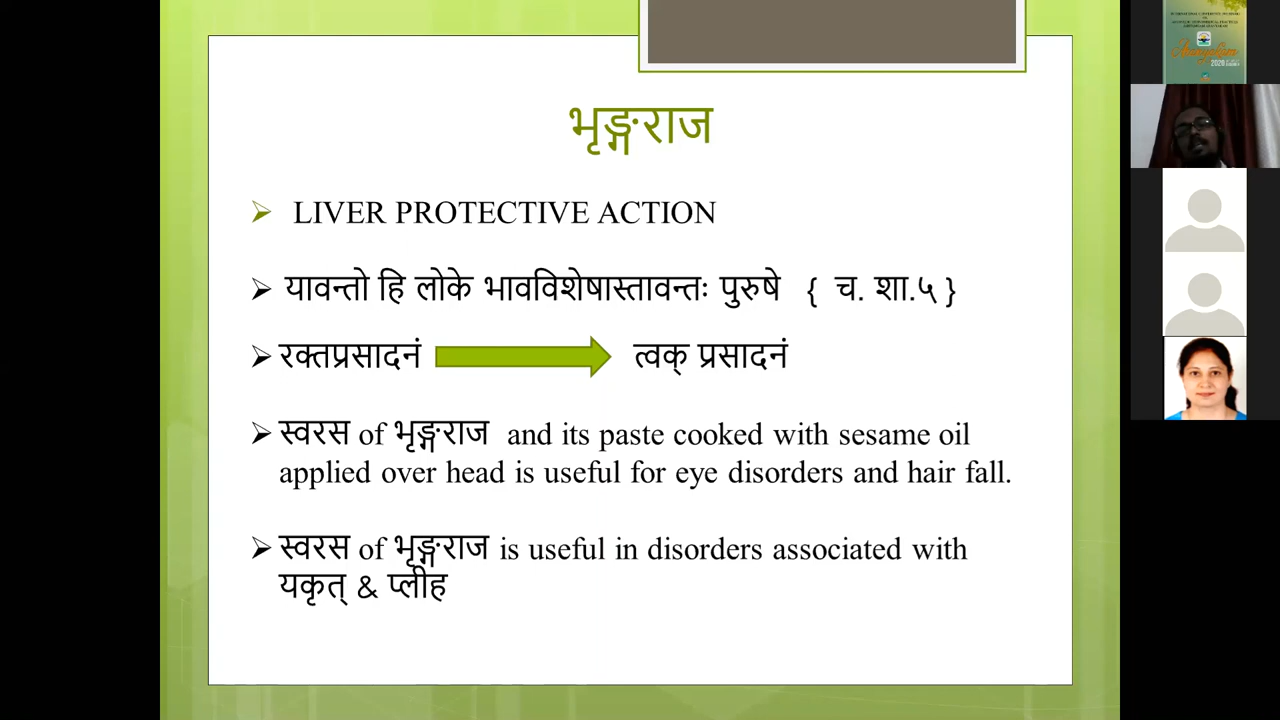 भृङ्गराज
LIVER PROTECTIVE ACTION
यावन्तो हि लोके भावविशेषास्तावन्तः पुरुषे { च. शा.५ }
रक्तप्रसादनं त्वक् प्रसादनं
स्वरस of भृङ्गराज and its paste cooked with sesame oil
applied over head is useful for eye disorders and hair fall.
स्वरस of भृङ्गराज is useful in disorders associated with
यकृत् & प्लीह
2020